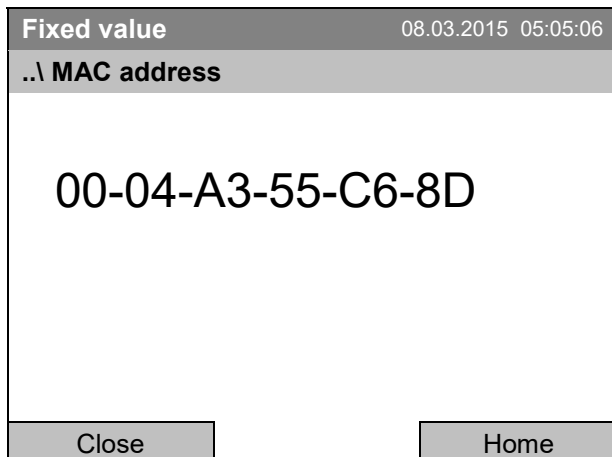 Fixed value 08.03.2015 05:05:06
..\ MAC address
00-04-A3-55-C6-8D
Close Home